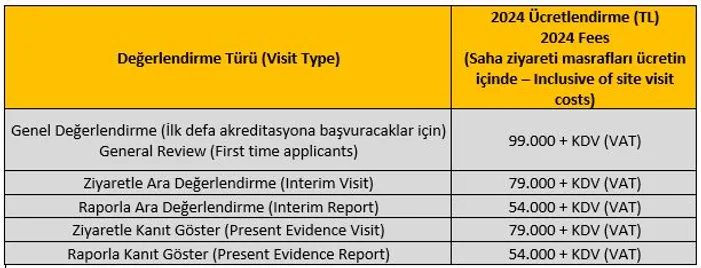 Değerlendirme Türü (Visit Type)
2024 Ücretlendirme (TL)
2024 Fees
(Saha ziyareti masrafları ücretin
içinde – Inclusive of site visit
costs)
Genel Değerlendirme (İlk defa akreditasyona başvuracaklar için)
General Review (First time applicants)
99.000 + KDV (VAT)
Ziyaretle Ara Değerlendirme (Interim Visit)
79.000 + KDV (VAT)
Raporla Ara Değerlendirme (Interim Report)
54.000 + KDV (VAT)
Ziyaretle Kanıt Göster (Present Evidence Visit)
79.000 + KDV (VAT)
Raporla Kanıt Göster (Present Evidence Report)
54.000 + KDV (VAT)